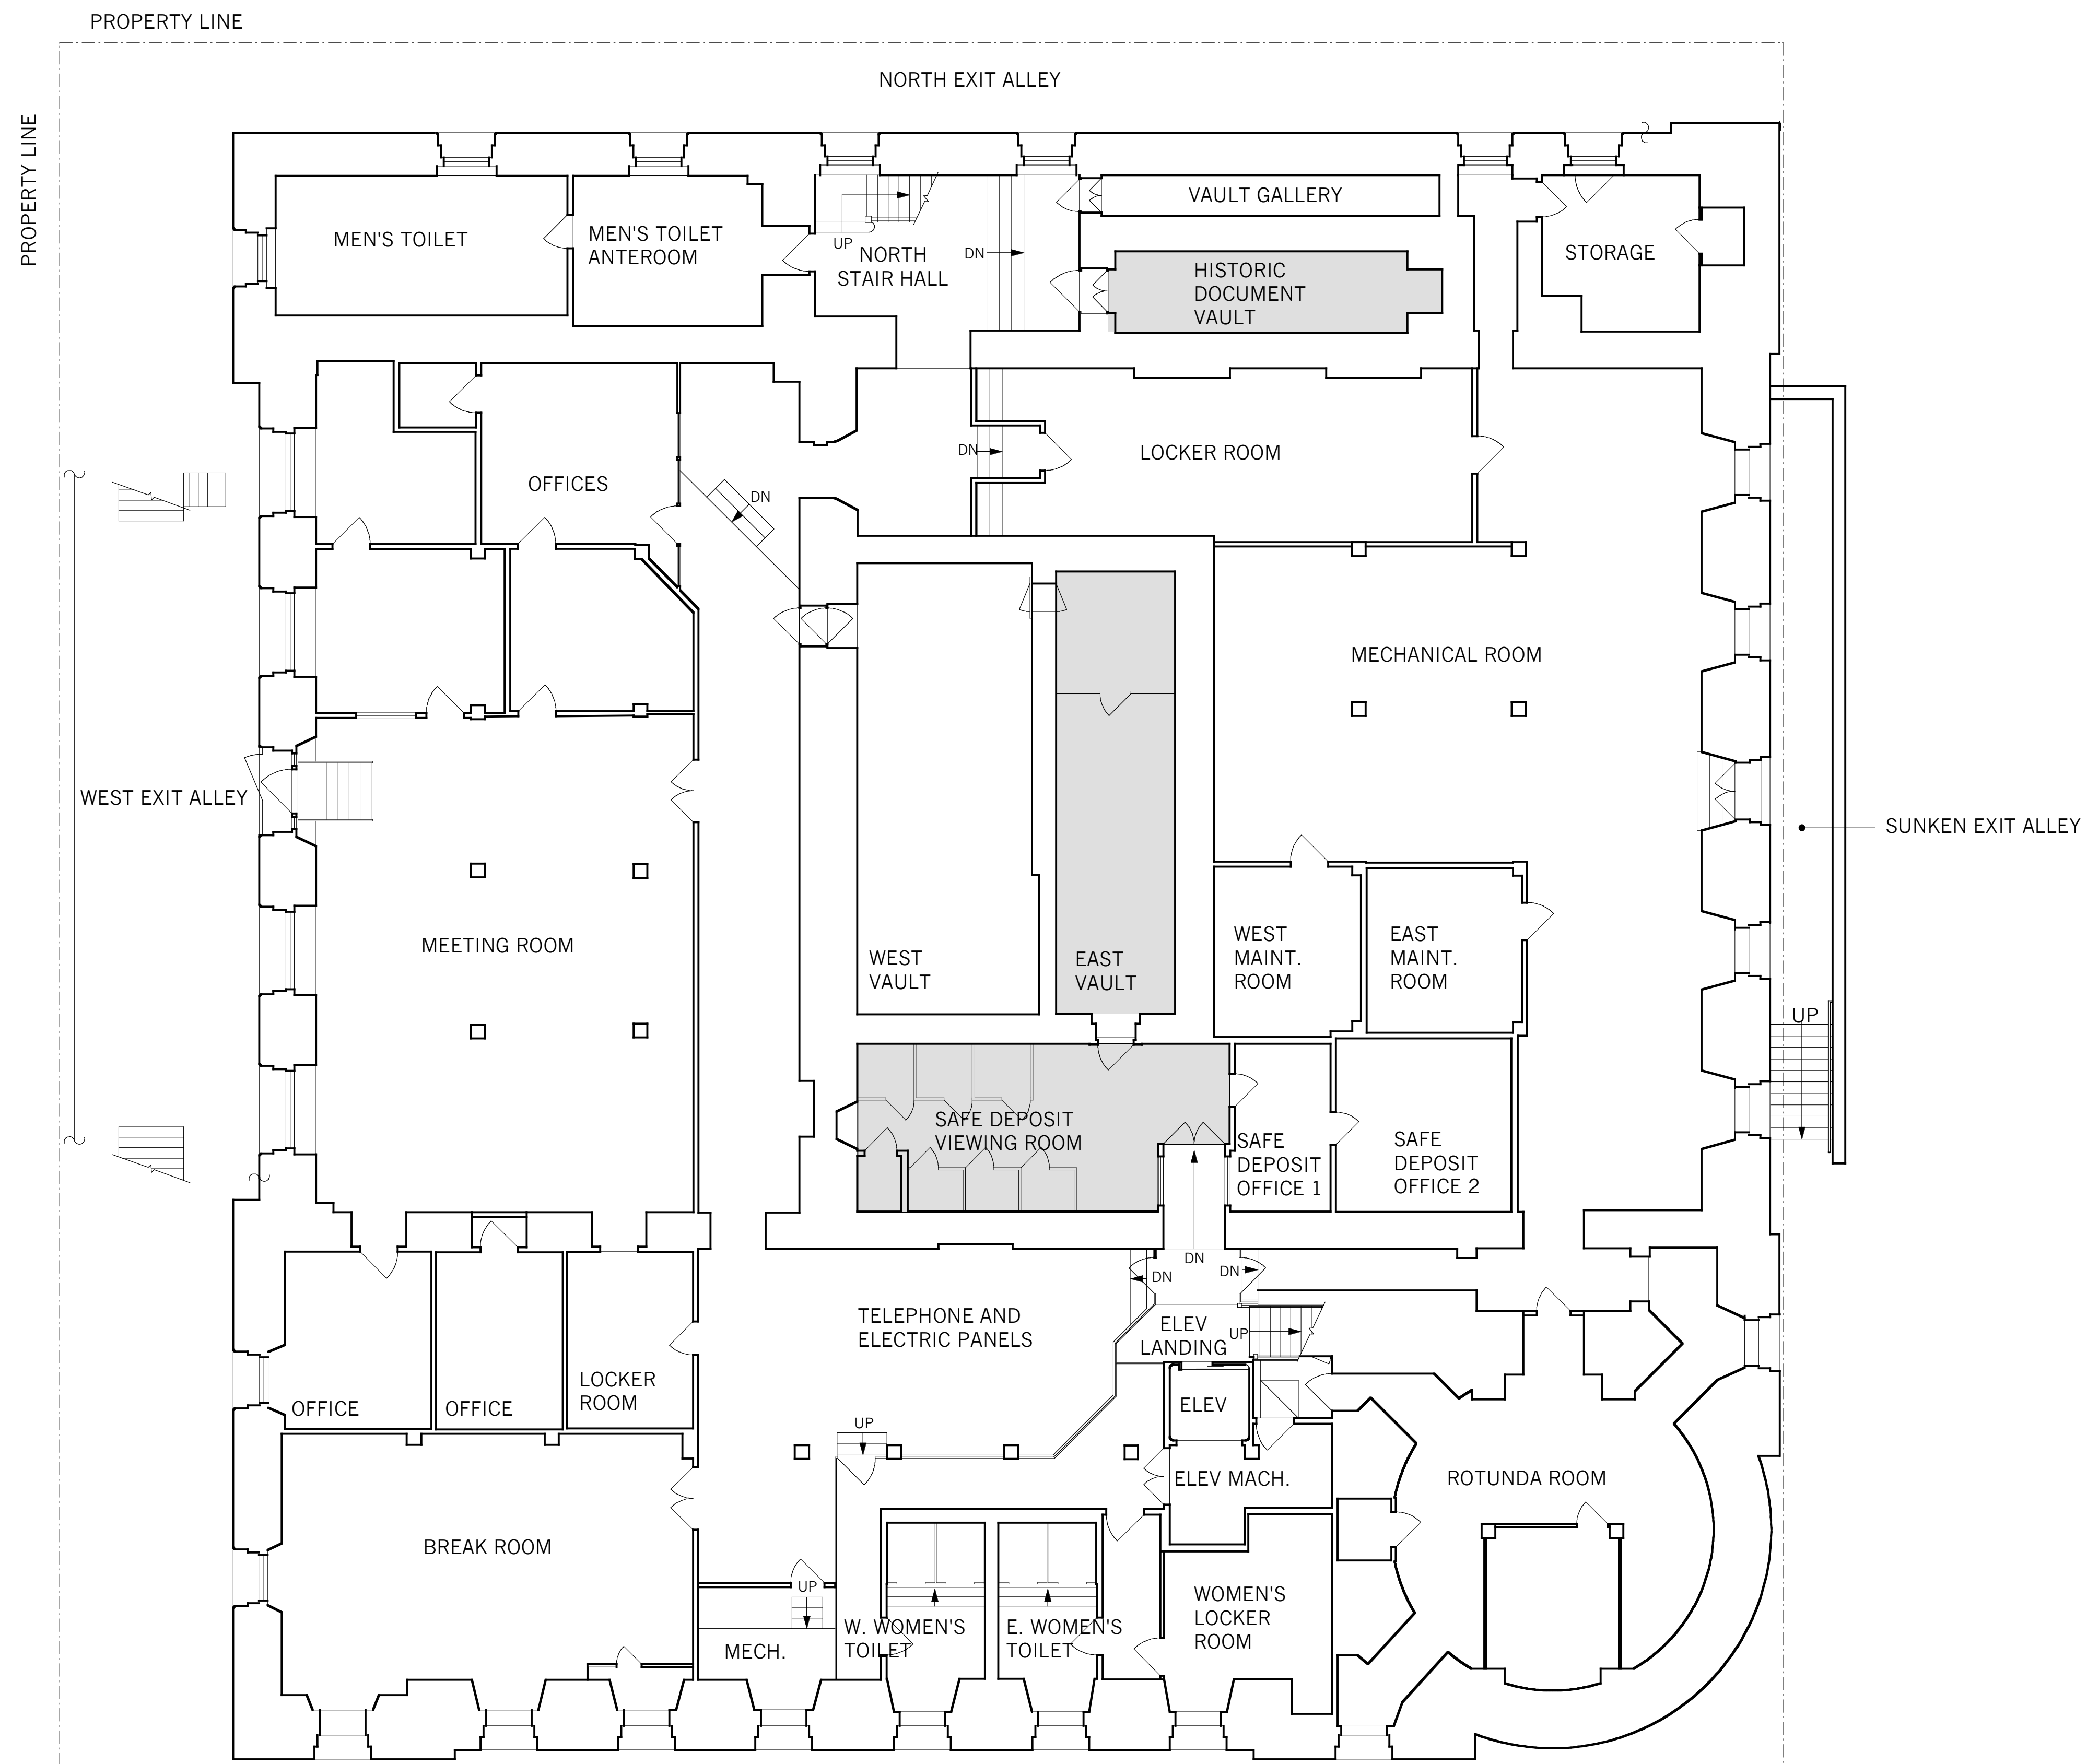 PROPERTY LINE
NORTH EXIT ALLEY
PROPERTY LINE
VAULT GALLERY
MEN'S TOILET
MEN'S TOILET
ANTEROOM
UP
NORTH
STAIR HALL
DN
STORAGE
HISTORIC
DOCUMENT
VAULT
DN
LOCKER ROOM
OFFICES
DN
MECHANICAL ROOM
WEST EXIT ALLEY
SUNKEN EXIT ALLEY
MEETING ROOM
WEST
VAULT
EAST
VAULT
WEST
MAINT.
ROOM
EAST
MAINT.
ROOM
UP
SAFE DEPOSIT
VIEWING ROOM
SAFE
DEPOSIT
OFFICE 1
SAFE
DEPOSIT
OFFICE 2
DN
DN
DN
TELEPHONE AND
ELECTRIC PANELS
ELEV
LANDING
UP
OFFICE
OFFICE
LOCKER
ROOM
ELEV
UP
ELEV MACH.
ROTUNDA ROOM
BREAK ROOM
UP
MECH.
W. WOMEN'S
TOILET
E. WOMEN'S
TOILET
WOMEN'S
LOCKER
ROOM